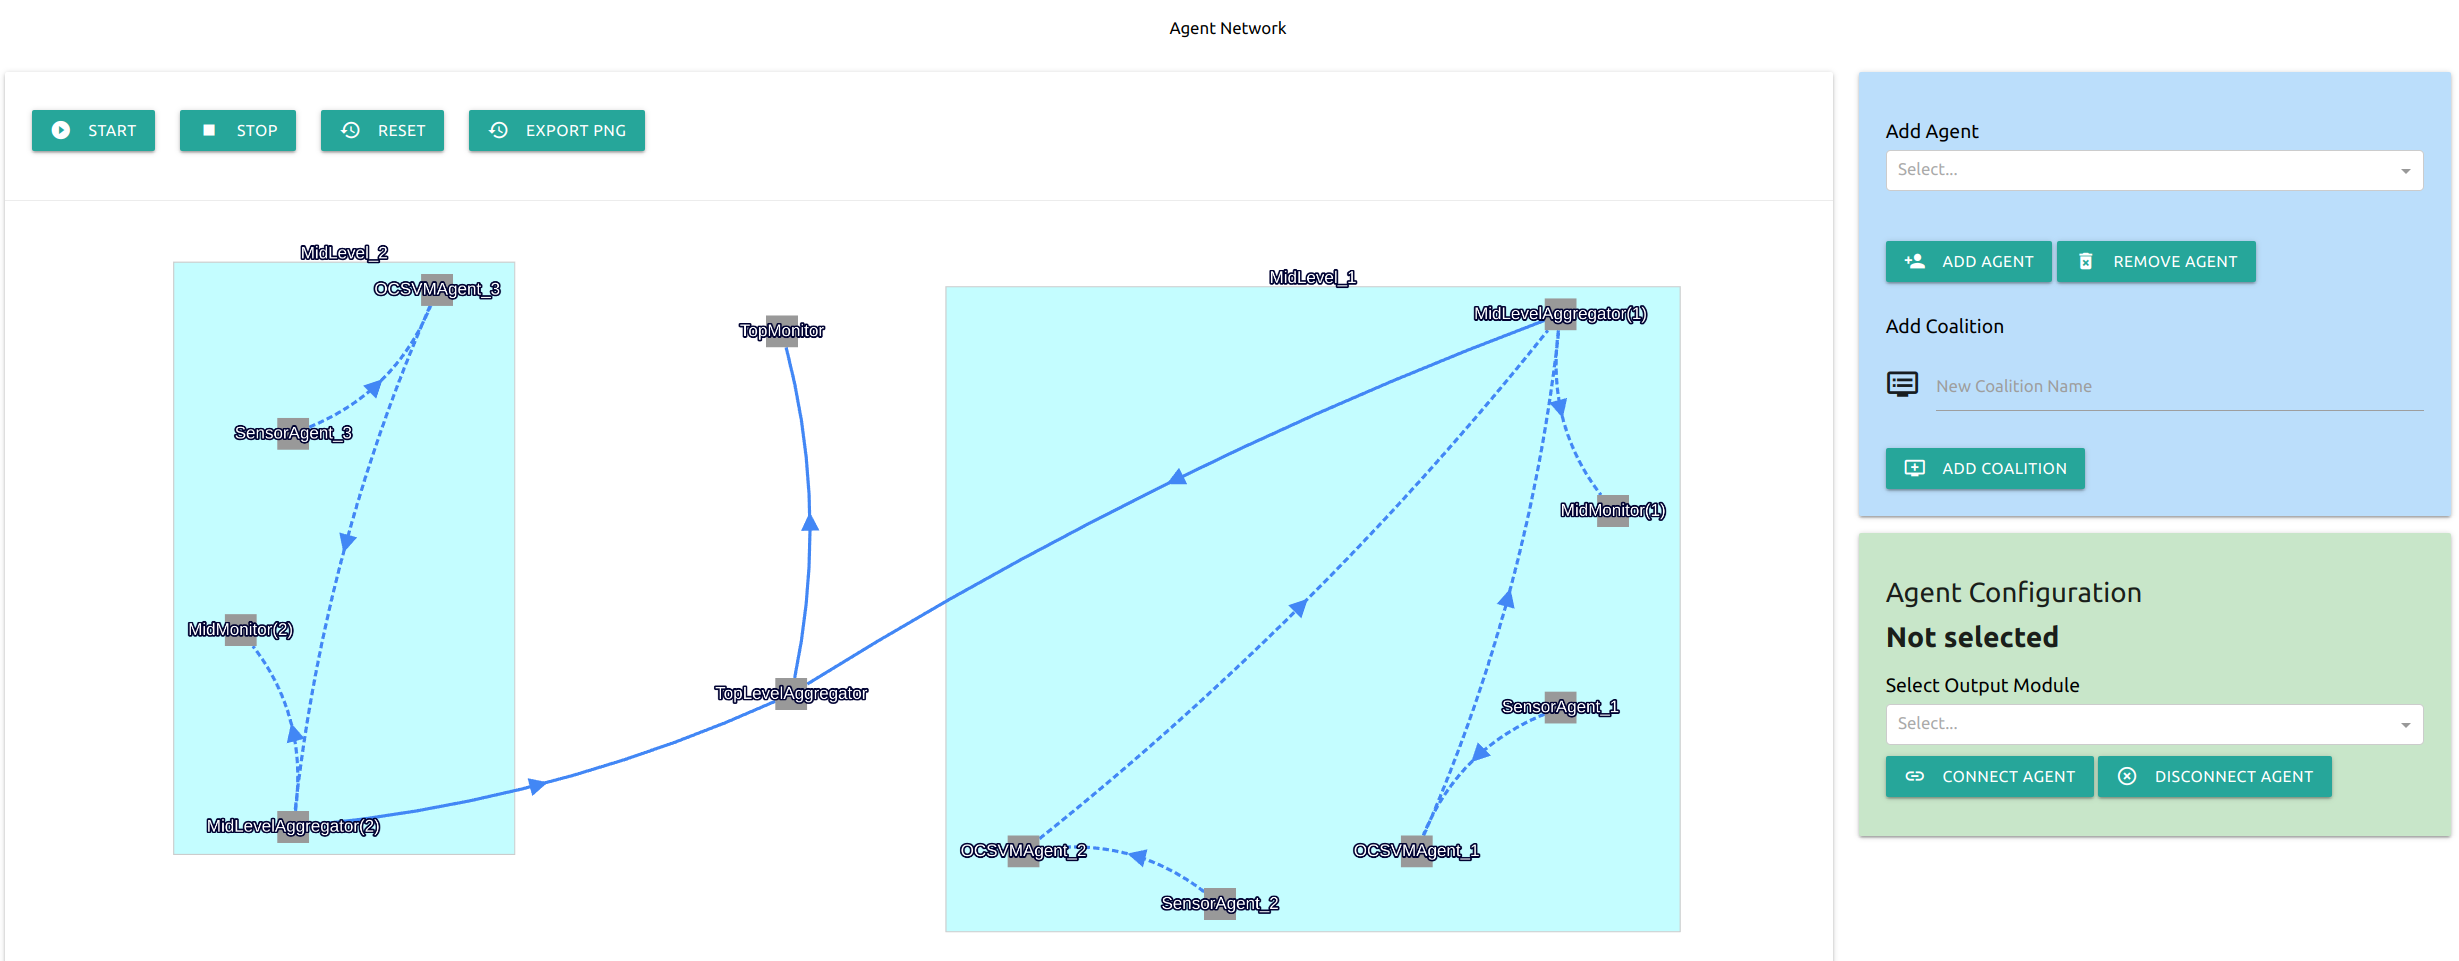 Agent Network
START
STOP
RESET
EXPORT PNG
MidLevel_2
OCSVMAgent_3
SensorAgent_3
MidMonitor(2)
MidLevelAggregator(2)
TopMonitor
TopLevelAggregator
MidLevel_1
MidLevelAggregator(1)
MidMonitor(1)
SensorAgent_1
OCSVMAgent_2
OCSVMAgent_1
SensorAgent_2
Add Agent
Select...
ADD AGENT
REMOVE AGENT
Add Coalition
New Coalition Name
ADD COALITION
Agent Configuration
Not selected
Select Output Module
Select...
CONNECT AGENT
DISCONNECT AGENT